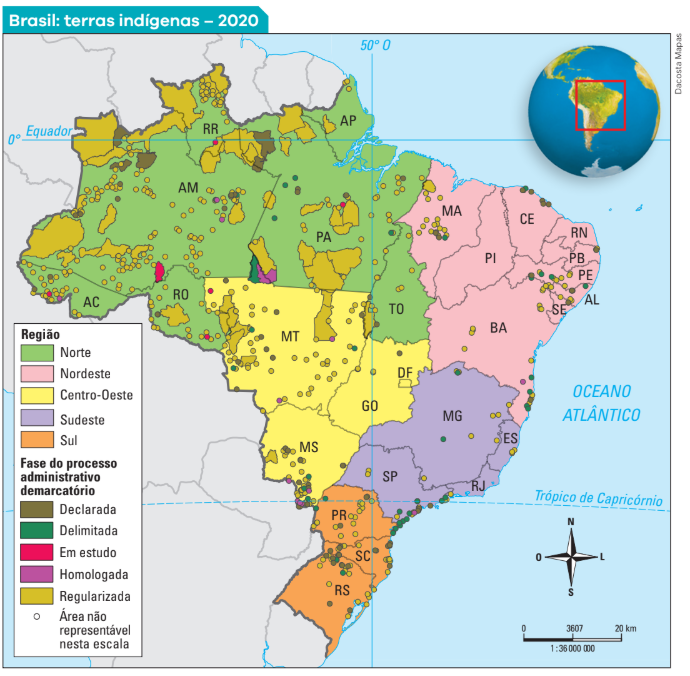 Brasil: terras indígenas – 2020
Dacosta Mapas
50° O
0°
Equador
RR
AP
AM
PA
MA
CE
RN
PB
PE
AL
SE
PI
AC
RO
TO
BA
MT
DF
GO
MG
ES
MS
SP
RJ
PR
SC
RS
OCEANO
ATLÂNTICO
Trópico de Capricórnio
Região
Norte
Nordeste
Centro-Oeste
Sudeste
Sul
Fase do processo
administrativo
demarcatório
Declarada
Delimitada
Em estudo
Homologada
Regularizada
Área não
representável
nesta escala
N
O
L
S
0 3607 20 km
1 : 36 000 000